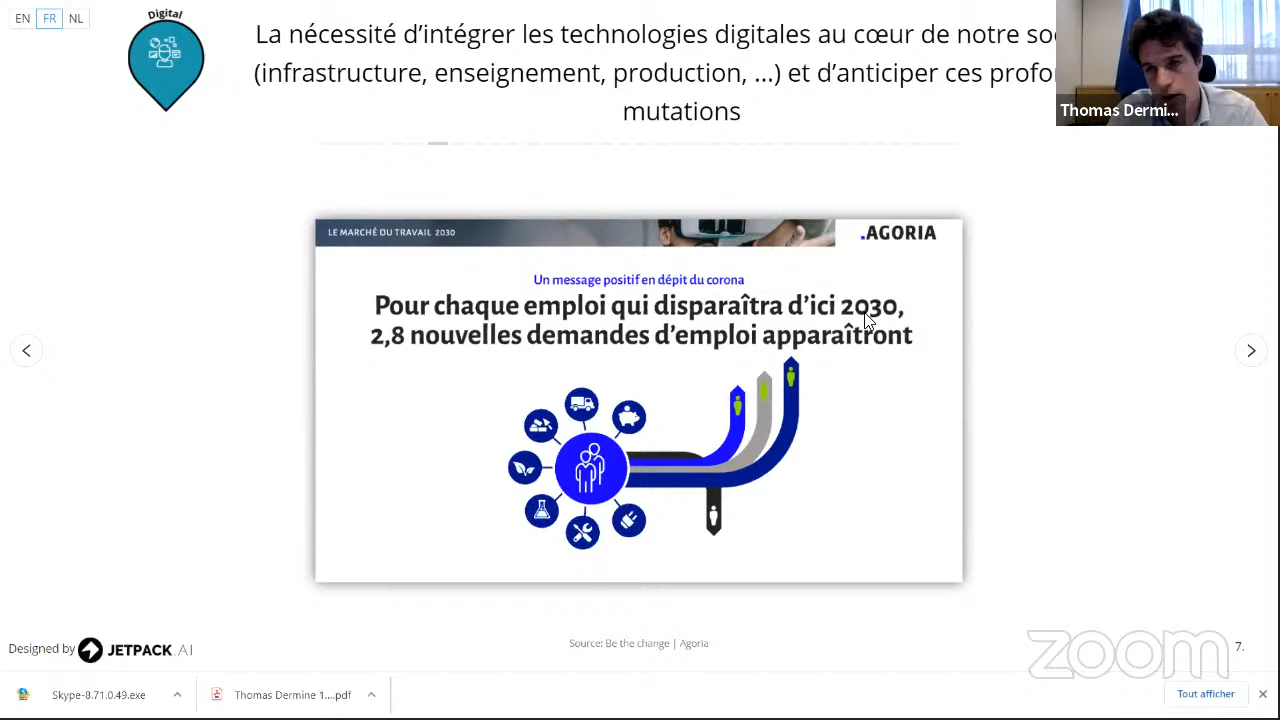 EN FR NL
Digital
La nécessité d’intégrer les technologies digitales au cœur de notre
(infrastructure, enseignement, production, ...) et d’anticiper ces
mutations
Thomas Dermi...
LE MARCHÉ DU TRAVAIL 2030
.AGORIA
Un message positif en dépit du corona
Pour chaque emploi qui disparaîtra d’ici 2030,
2,8 nouvelles demandes d’emploi apparaîtront
Source: Be the change | Agoria
Designed by JETPACK.AI
zoom
7.
Skype-8.71.0.49.exe
Thomas Dermine 1....pdf
Tout afficher